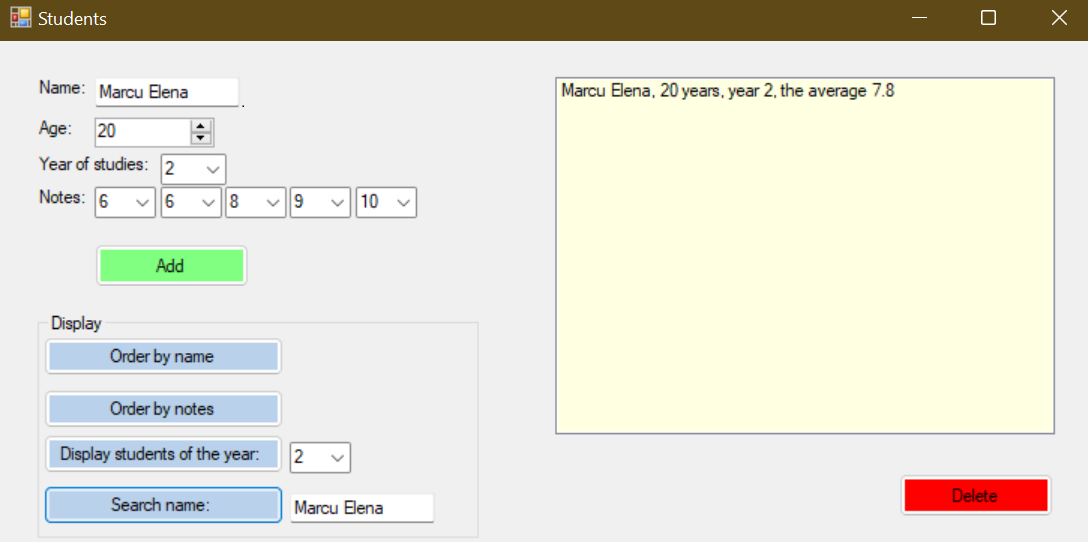 Students
Name: Marcu Elena .
Age: 20
Year of studies: 2
Notes: 6 6 8 9 10
Add
Display
Order by name
Order by notes
Display students of the year: 2
Search name: Marcu Elena
Marcu Elena, 20 years, year 2, the average 7.8
Delete